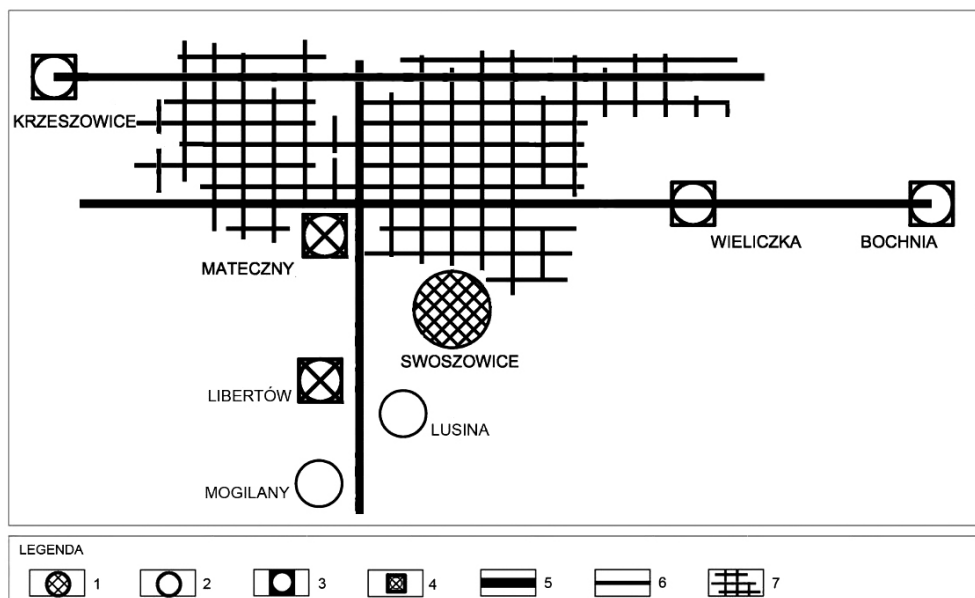 KRZESZOWICE
MATECZNY
WIELICZKA
BOCHNIA
SWOSZOWICE
LIBERTÓW
LUSINA
MOGILANY
LEGENDA
1 2 3 4 5 6 7